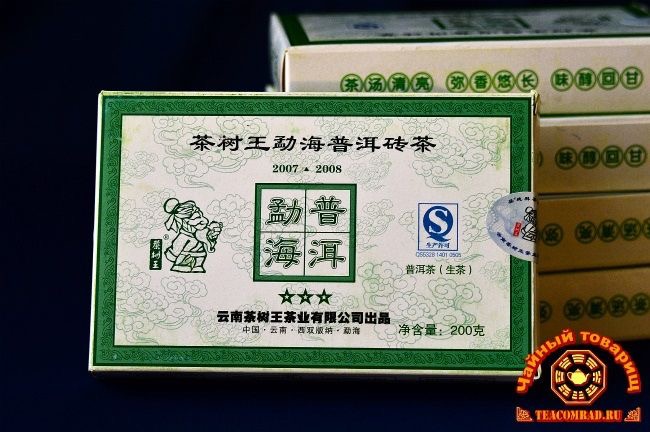 茶汤清亮 弥香悠长 味醇回甘
茶树王勐海普洱砖茶
2007 ▲ 2008
勐 普
海 洱
茶树王
生产许可
QS5328 1401 0505
普洱茶（生茶）
★★★
云南茶树王茶业有限公司出品
中国·云南·西双版纳·勐海
净含量：200克
味醇回甘
Чайный товарищ
TEACOMRAD.RU